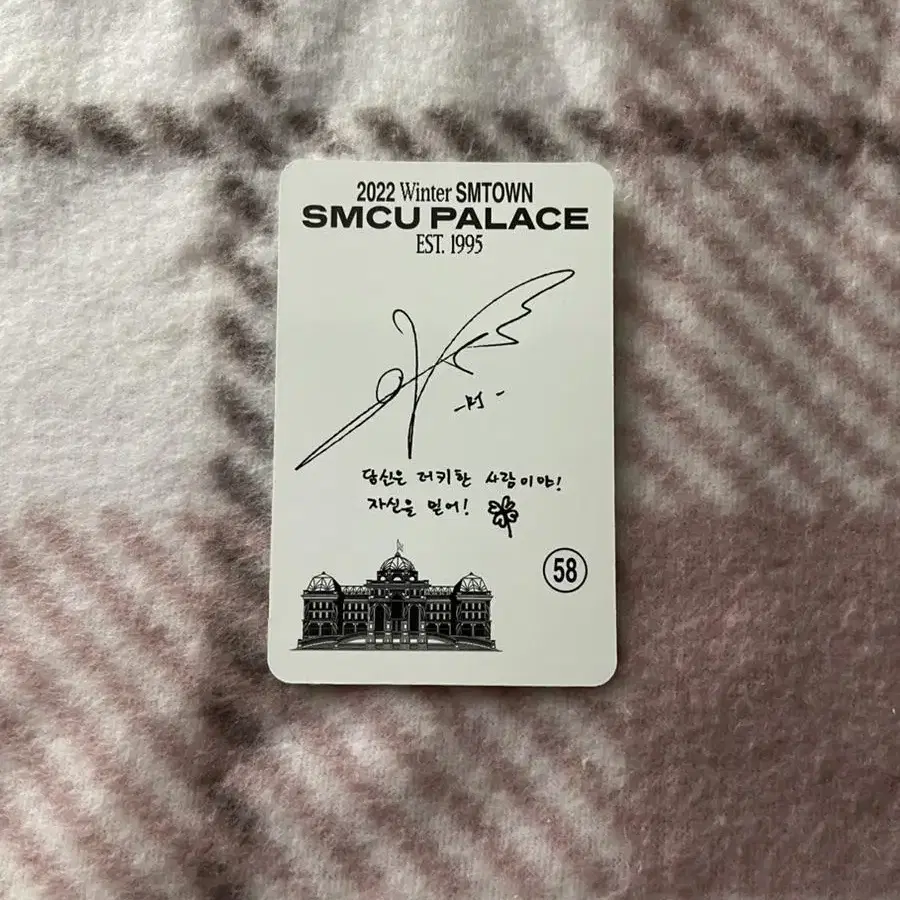 2022 Winter SMTOWN
SMCU PALACE
EST. 1995
당신은 러키한 사람이야!
자신을 믿어!
58